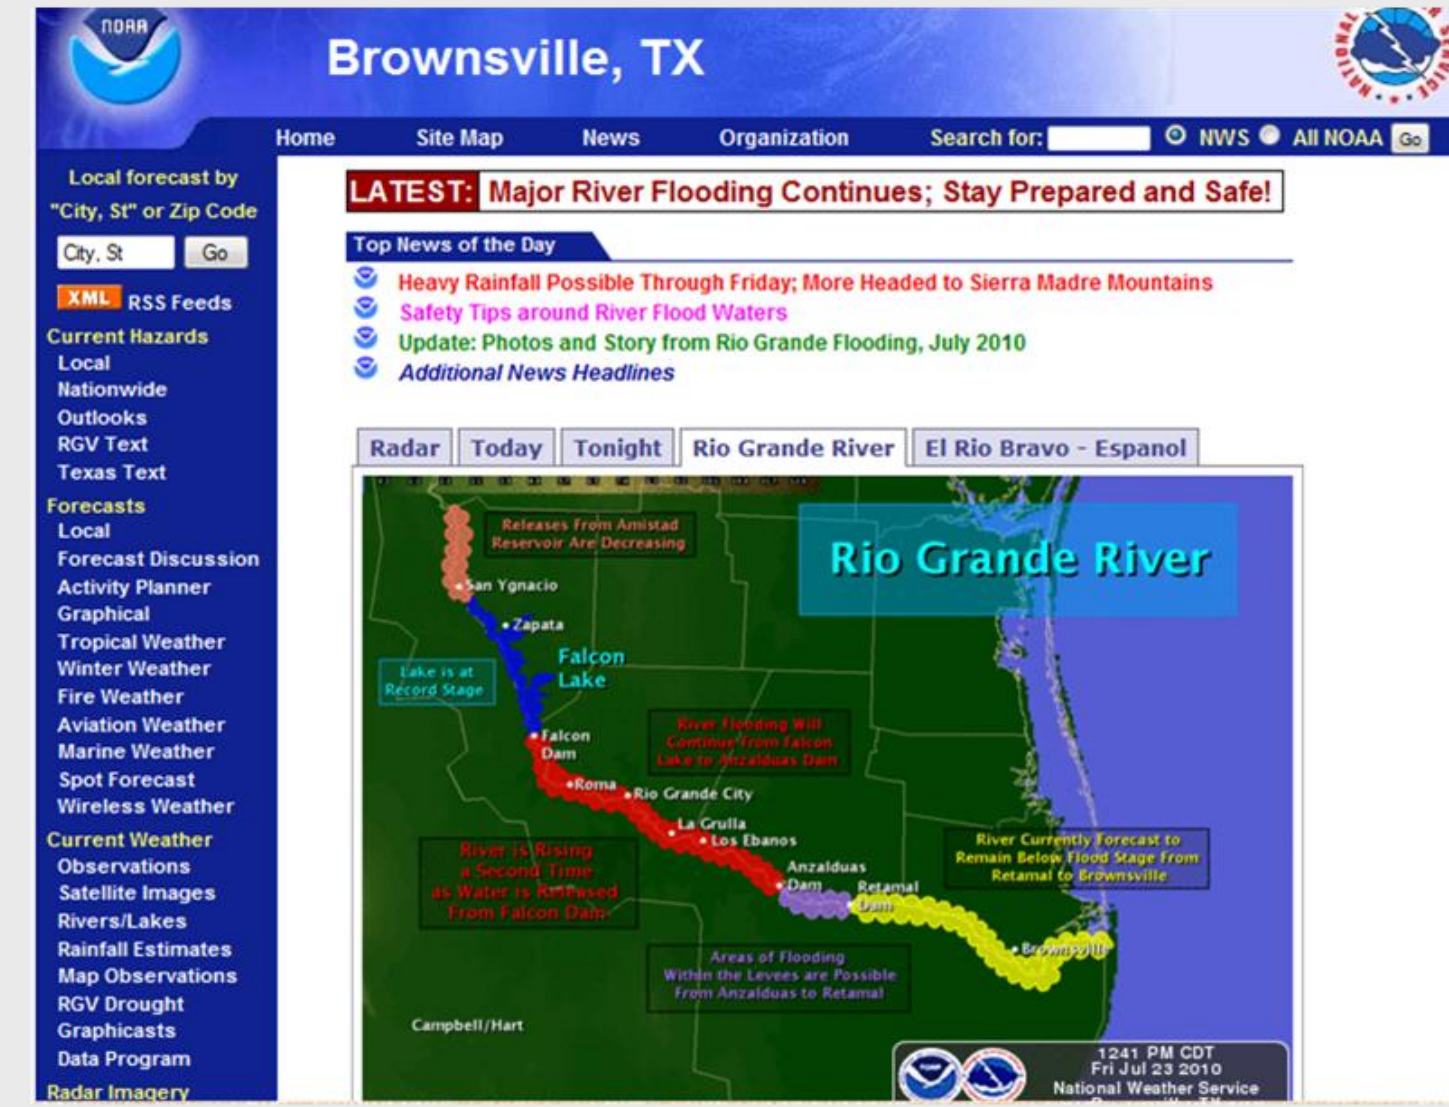 NOAA
Brownsville, TX
NATIONAL SERVICE
Home Site Map News Organization Search for: NWS All NOAA Go
Local forecast by
"City, St" or Zip Code
City, St Go
XML RSS Feeds
Current Hazards
Local
Nationwide
Outlooks
RGV Text
Texas Text
Forecasts
Local
Forecast Discussion
Activity Planner
Graphical
Tropical Weather
Winter Weather
Fire Weather
Aviation Weather
Marine Weather
Spot Forecast
Wireless Weather
Current Weather
Observations
Satellite Images
Rivers/Lakes
Rainfall Estimates
Map Observations
RGV Drought
Graphicasts
Data Program
Radar Imagery
LATEST: Major River Flooding Continues; Stay Prepared and Safe!
Top News of the Day
Heavy Rainfall Possible Through Friday; More Headed to Sierra Madre Mountains
Safety Tips around River Flood Waters
Update: Photos and Story from Rio Grande Flooding, July 2010
Additional News Headlines
Radar Today Tonight Rio Grande River El Rio Bravo - Espanol
Releases From Amistad
Reservoir Are Decreasing
Rio Grande River
San Ygnacio
Zapata
Falcon
Lake
Lake is at
Record Stage
Falcon
Dam
River Flooding Will
Continue From Falcon
Lake to Anzalduas Dam
Roma
Rio Grande City
La Grulla
Los Ebanos
River is Rising
a Second Time
as Water is Released
From Falcon Dam
Anzalduas
Dam
Retamal
Dam
River Currently Forecast to
Remain Below Flood Stage From
Retamal to Brownsville
Brownsville
Areas of Flooding
Within the Levees are Possible
From Anzalduas to Retamal
Campbell/Hart
1241 PM CDT
Fri Jul 23 2010
National Weather Service